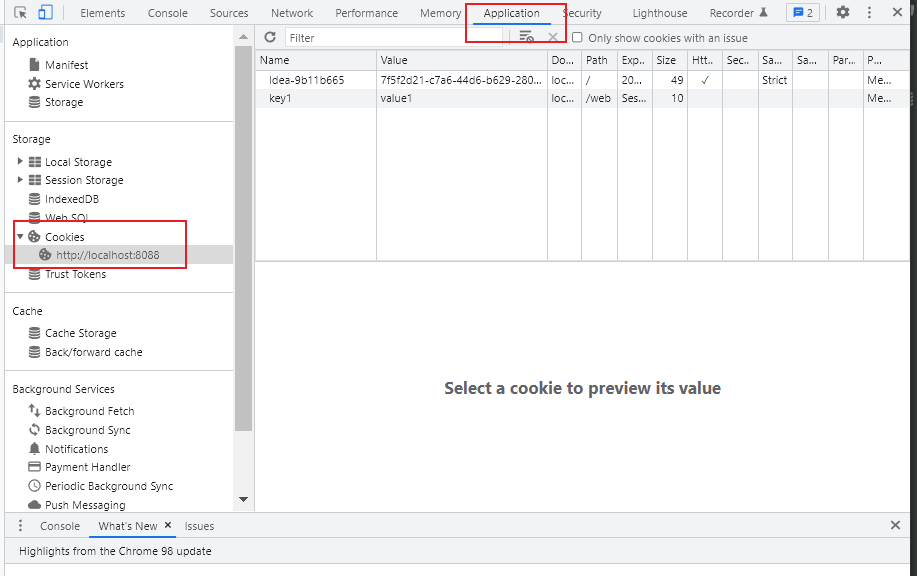 Elements Console Sources Network Performance Memory Application Security Lighthouse Recorder 2
Application
Manifest
Service Workers
Storage
Storage
Local Storage
Session Storage
IndexedDB
Web SQL
Cookies
http://localhost:8088
Trust Tokens
Cache
Cache Storage
Back/forward cache
Background Services
Background Fetch
Background Sync
Notifications
Payment Handler
Periodic Background Sync
Push Messaging
Filter Only show cookies with an issue
Name Value Do... Path Exp... Size Htt... Sec... Sa... Sa... Par... P...
Idea-9b11b665 7f5f2d21-c7a6-44d6-b629-280... loc... / 20... 49 ✓ Strict Me...
key1 value1 loc... /web Ses... 10 Me...
Select a cookie to preview its value
Console What's New × Issues
Highlights from the Chrome 98 update